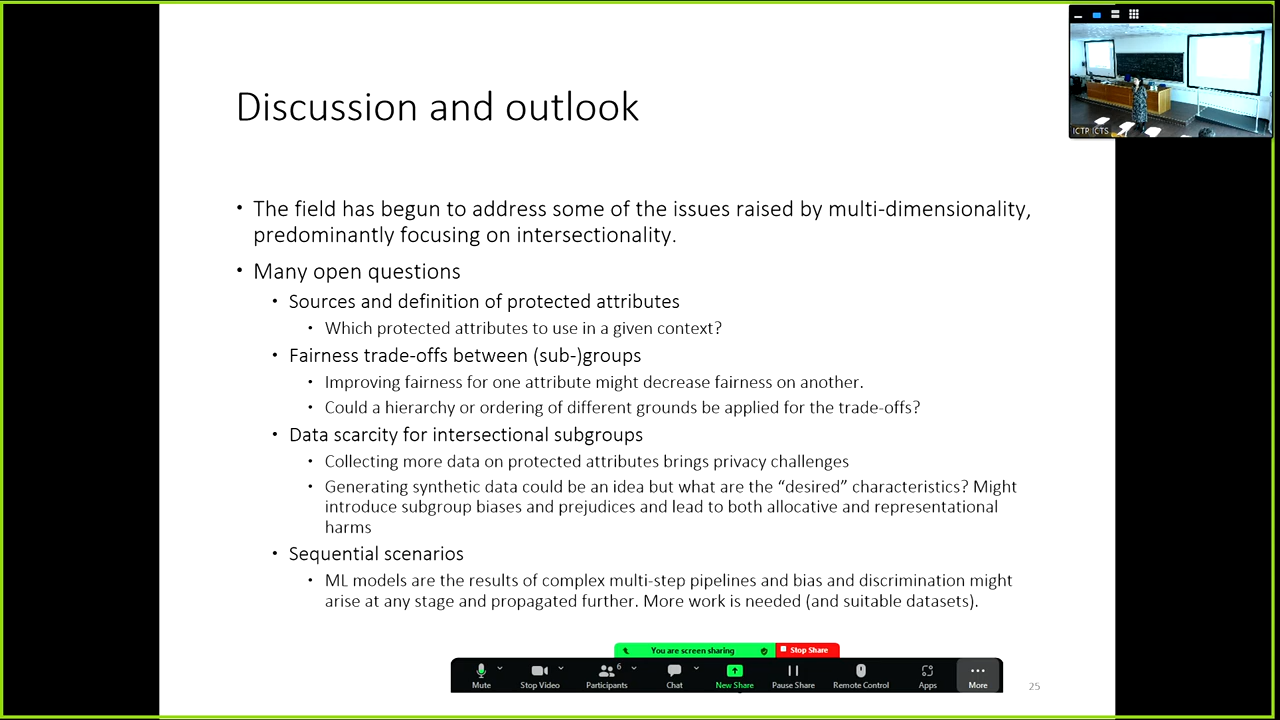 Discussion and outlook
• The field has begun to address some of the issues raised by multi-dimensionality,
predominantly focusing on intersectionality.
• Many open questions
• Sources and definition of protected attributes
• Which protected attributes to use in a given context?
• Fairness trade-offs between (sub-)groups
• Improving fairness for one attribute might decrease fairness on another.
• Could a hierarchy or ordering of different grounds be applied for the trade-offs?
• Data scarcity for intersectional subgroups
• Collecting more data on protected attributes brings privacy challenges
• Generating synthetic data could be an idea but what are the “desired” characteristics? Might
introduce subgroup biases and prejudices and lead to both allocative and representational
harms
• Sequential scenarios
• ML models are the results of complex multi-step pipelines and bias and discrimination might
arise at any stage and propagated further. More work is needed (and suitable datasets).
ICTP ICTS
You are screen sharing Stop Share
Mute Stop Video Participants 6 Chat New Share Pause Share Remote Control Apps More
25